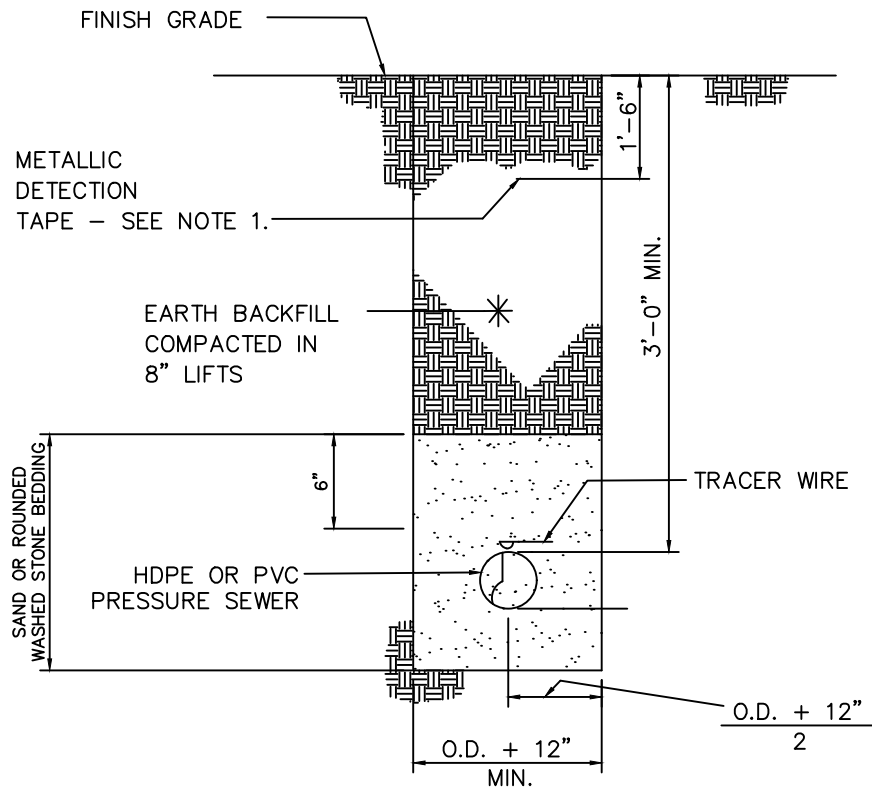 FINISH GRADE
1'-6"
METALLIC
DETECTION
TAPE – SEE NOTE 1.
3'-0" MIN.
EARTH BACKFILL
COMPACTED IN
8" LIFTS
SAND OR ROUNDED
WASHED STONE BEDDING
6"
TRACER WIRE
HDPE OR PVC
PRESSURE SEWER
O.D. + 12"
2
O.D. + 12"
MIN.